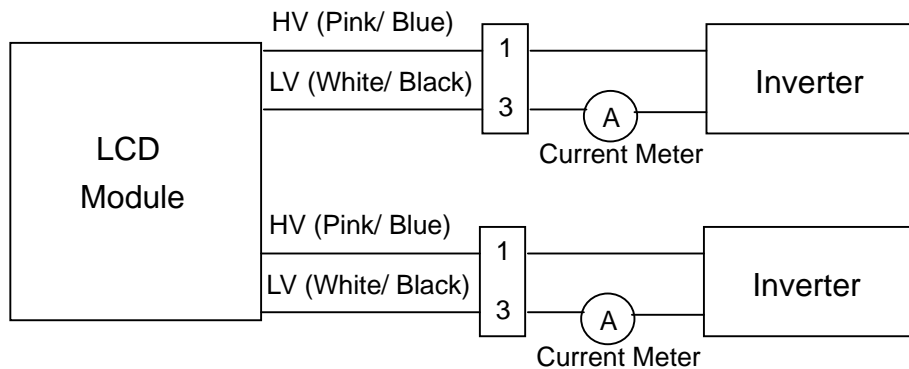 HV (Pink/ Blue)
1
LV (White/ Black)
3
A
Current Meter
Inverter
LCD
Module
HV (Pink/ Blue)
1
LV (White/ Black)
3
A
Current Meter
Inverter